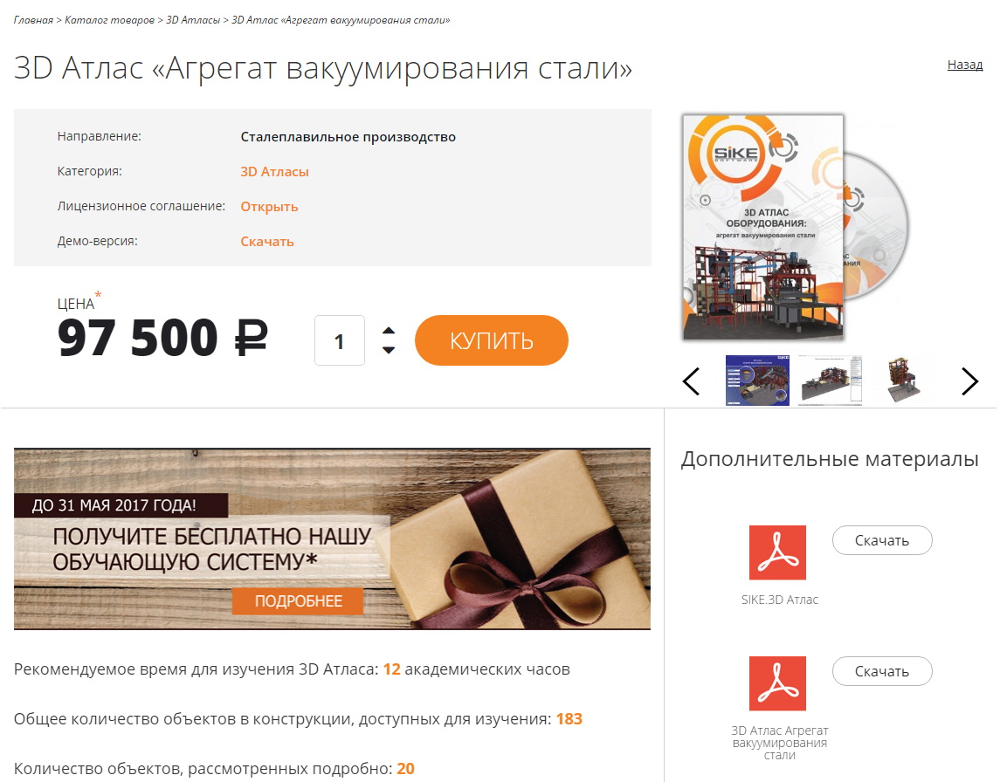 Главная > Каталог товаров > 3D Атласы > 3D Атлас «Агрегат вакуумирования стали»
3D Атлас «Агрегат вакуумирования стали»
Назад
Направление: Сталеплавильное производство
Категория: 3D Атласы
Лицензионное соглашение: Открыть
Демо-версия: Скачать
ЦЕНА*
97 500 ₽
1
КУПИТЬ
SIKE
SOFTWARE
3D АТЛАС
ОБОРУДОВАНИЯ:
агрегат вакуумирования стали
ДО 31 МАЯ 2017 ГОДА!
ПОЛУЧИТЕ БЕСПЛАТНО НАШУ
ОБУЧАЮЩУЮ СИСТЕМУ*
ПОДРОБНЕЕ
Рекомендуемое время для изучения 3D Атласа: 12 академических часов
Общее количество объектов в конструкции, доступных для изучения: 183
Количество объектов, рассмотренных подробно: 20
Дополнительные материалы
Скачать
SIKE.3D Атлас
Скачать
3D Атлас Агрегат
вакуумирования
стали